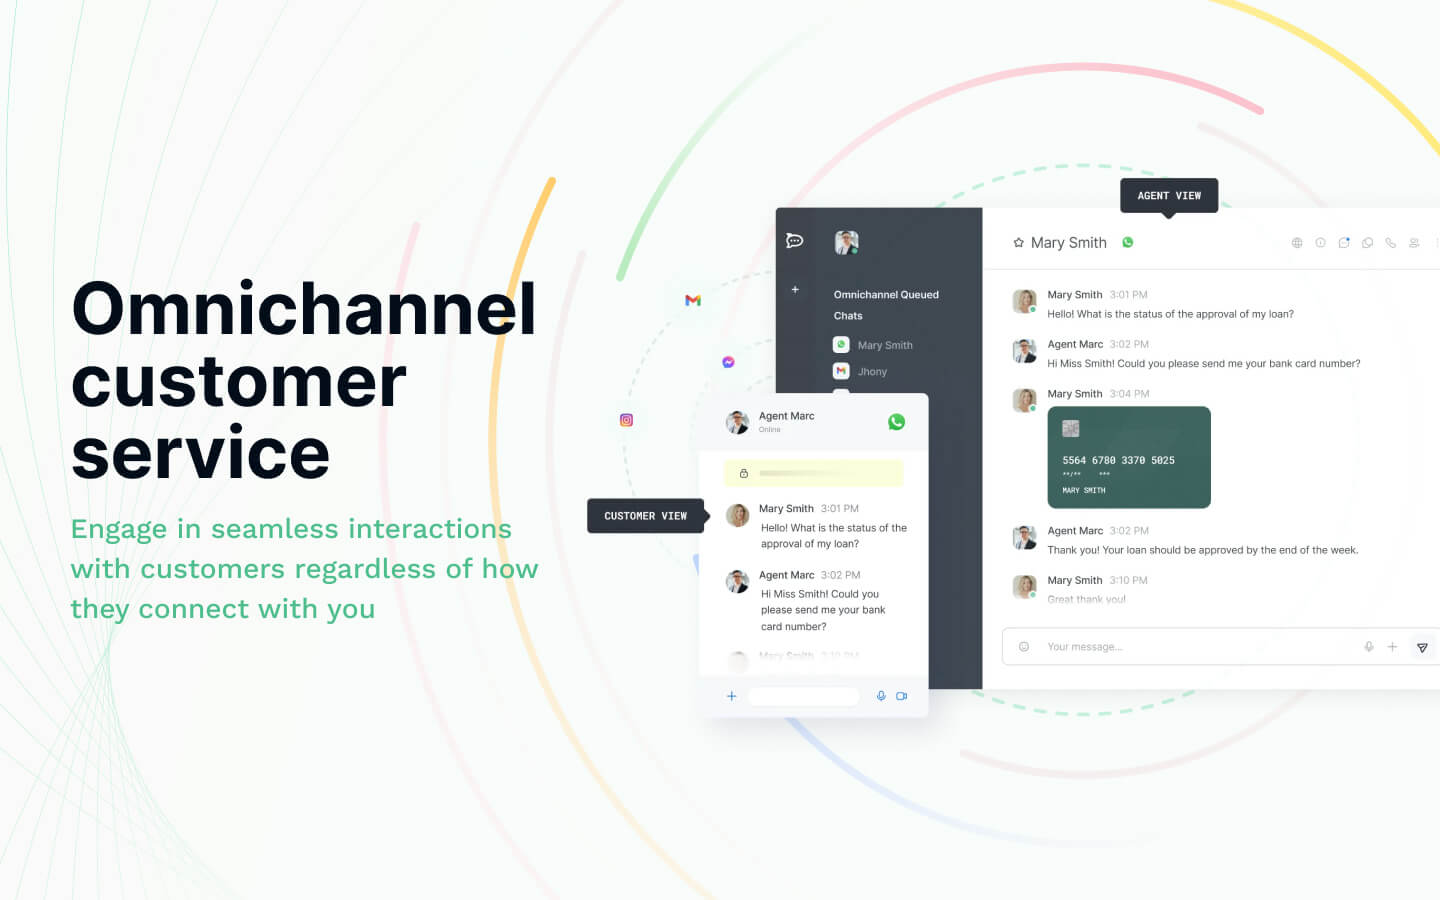 Omnichannel
customer
service
Engage in seamless interactions
with customers regardless of how
they connect with you
CUSTOMER VIEW
AGENT VIEW
Omnichannel Queued
Chats
Mary Smith
Jhony
Agent Marc
Online
Mary Smith 3:01 PM
Hello! What is the status of the
approval of my loan?
Agent Marc 3:02 PM
Hi Miss Smith! Could you
please send me your bank
card number?
Mary Smith 3:10 PM
Mary Smith
Mary Smith 3:01 PM
Hello! What is the status of the approval of my loan?
Agent Marc 3:02 PM
Hi Miss Smith! Could you please send me your bank card number?
Mary Smith 3:04 PM
5564 6780 3370 5025
**/** ***
MARY SMITH
Agent Marc 3:02 PM
Thank you! Your loan should be approved by the end of the week.
Mary Smith 3:10 PM
Great thank you!
Your message...